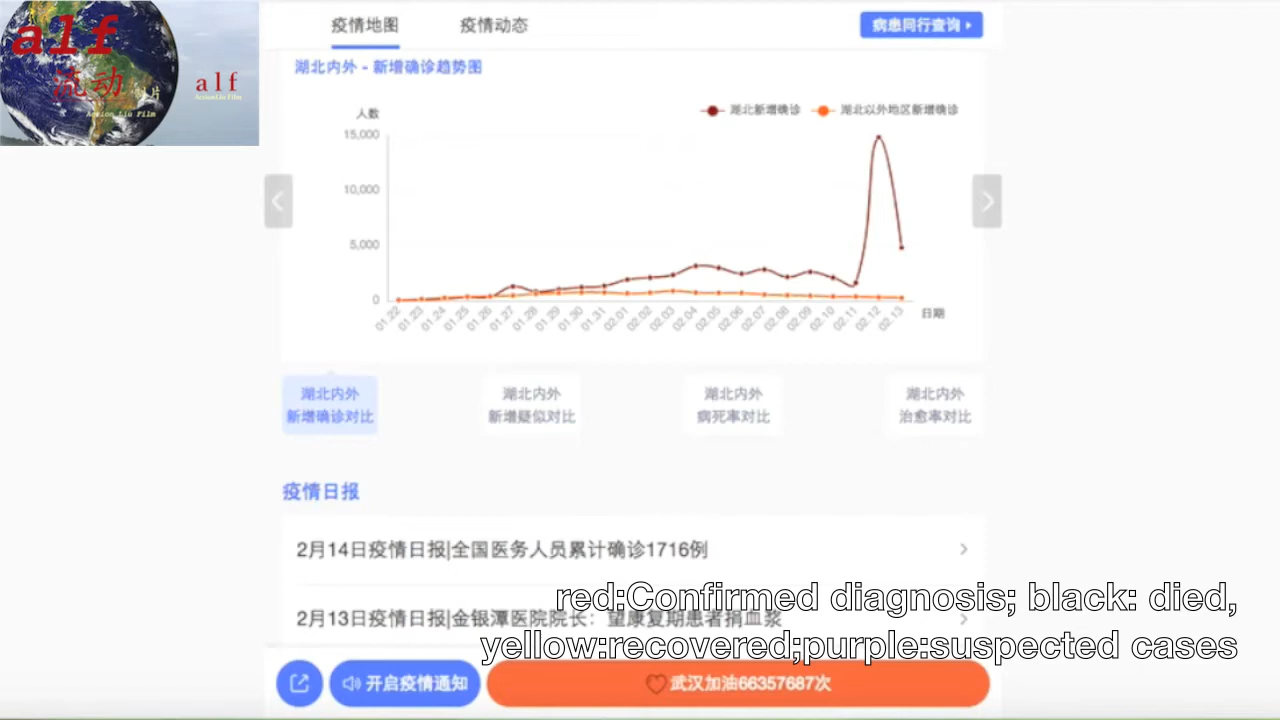 alf
流动
片
Action Liu Film
alf
ActionLiu Film
疫情地图
疫情动态
病患同行查询
湖北内外 - 新增确诊趋势图
人数
湖北新增确诊
湖北以外地区新增确诊
15,000
10,000
5,000
0
01.22 01.23 01.24 01.25 01.26 01.27 01.28 01.29 01.30 01.31 02.01 02.02 02.03 02.04 02.05 02.06 02.07 02.08 02.09 02.10 02.11 02.12 02.13
日期
湖北内外
新增确诊对比
湖北内外
新增疑似对比
湖北内外
病死率对比
湖北内外
治愈率对比
疫情日报
2月14日疫情日报|全国医务人员累计确诊1716例
2月13日疫情日报|金银潭医院院长：望康复期患者捐血浆
red:Confirmed diagnosis; black: died,
yellow:recovered;purple:suspected cases
开启疫情通知
武汉加油66357687次